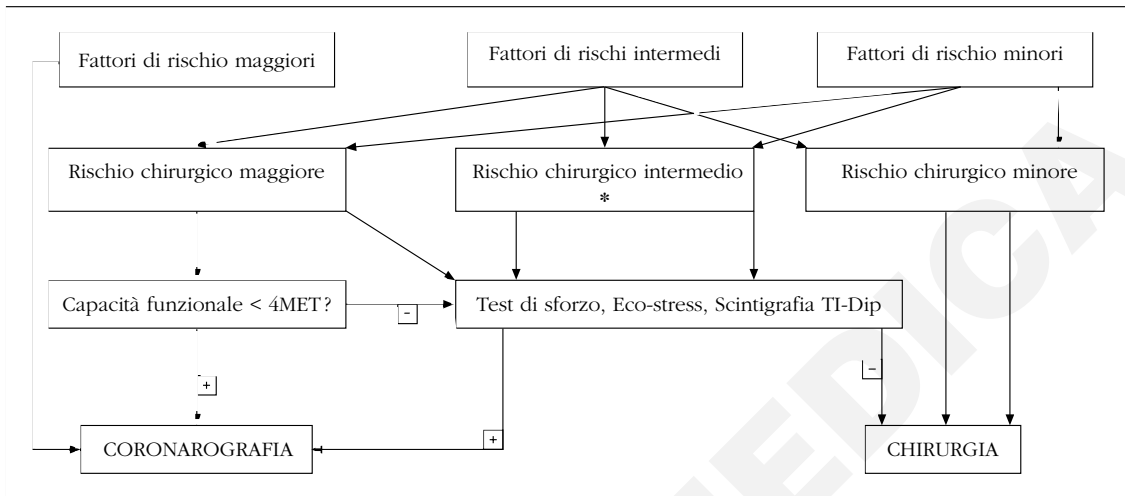 Fattori di rischio maggiori
Fattori di rischi intermedi
Fattori di rischio minori
Rischio chirurgico maggiore
Rischio chirurgico intermedio
*
Rischio chirurgico minore
Capacità funzionale < 4MET?
–
Test di sforzo, Eco-stress, Scintigrafia TI-Dip
–
+
+
CORONAROGRAFIA
CHIRURGIA
EDICA